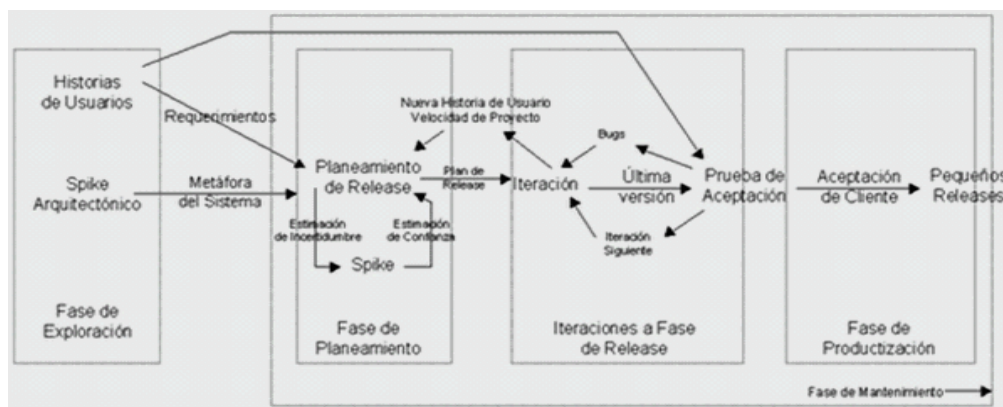 Historias
de Usuarios
Requerimientos
Spike
Arquitectónico
Metáfora
del Sistema
Fase de
Exploración
Nueva Historia de Usuario
Velocidad de Proyecto
Planeamiento
de Release
Plan de
Release
Estimación
de Incertidumbre
Estimación
de Confianza
Spike
Fase de
Planeamiento
Bugs
Iteración
Última
versión
Prueba de
Aceptación
Iteración
Siguiente
Iteraciones a Fase
de Release
Aceptación
de Cliente
Pequeños
Releases
Fase de
Productización
Fase de Mantenimiento